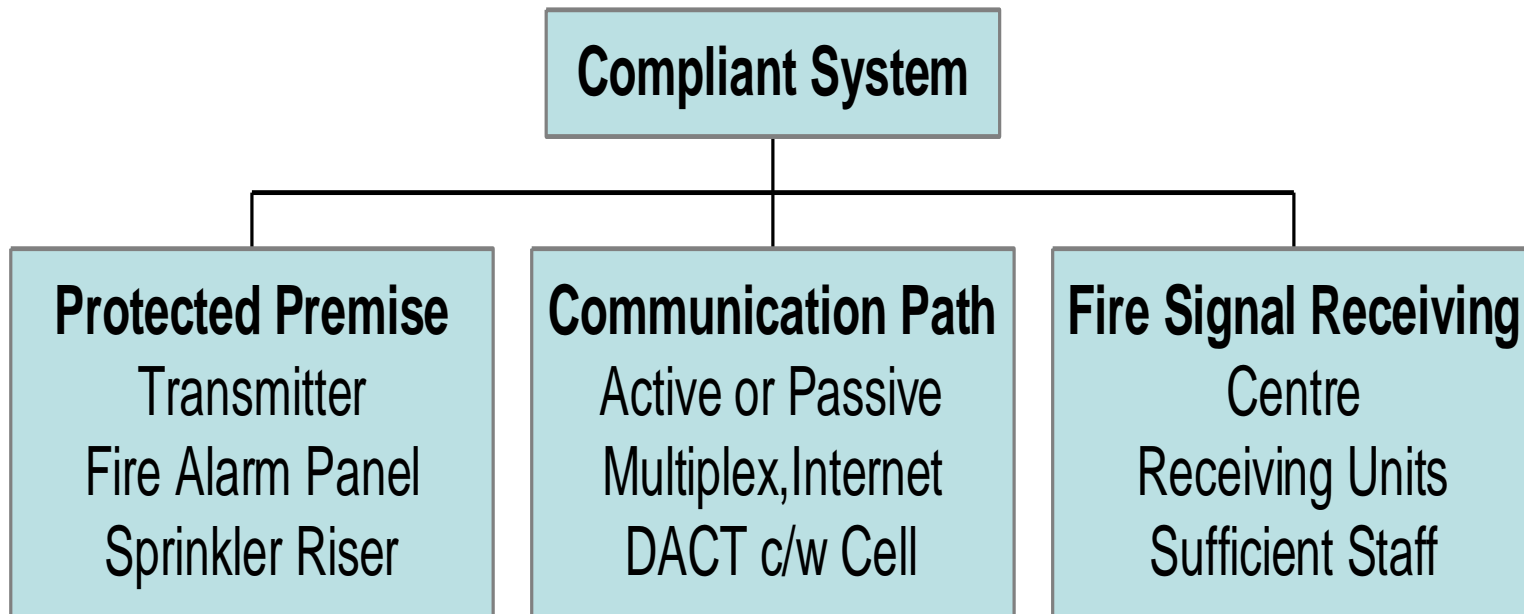 Compliant System
Protected Premise
Transmitter
Fire Alarm Panel
Sprinkler Riser
Communication Path
Active or Passive
Multiplex,Internet
DACT c/w Cell
Fire Signal Receiving
Centre
Receiving Units
Sufficient Staff